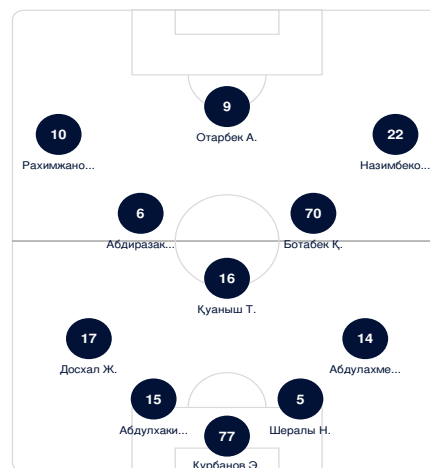 9
Отарбек А.
10
Рахимжано...
22
Назимбеко...
6
Абдиразак...
70
Ботабек Қ.
16
Қуаныш Т.
17
Досхал Ж.
14
Абдулахме...
15
Абдулхаки...
5
Шералы Н.
77
Курбанов Э.